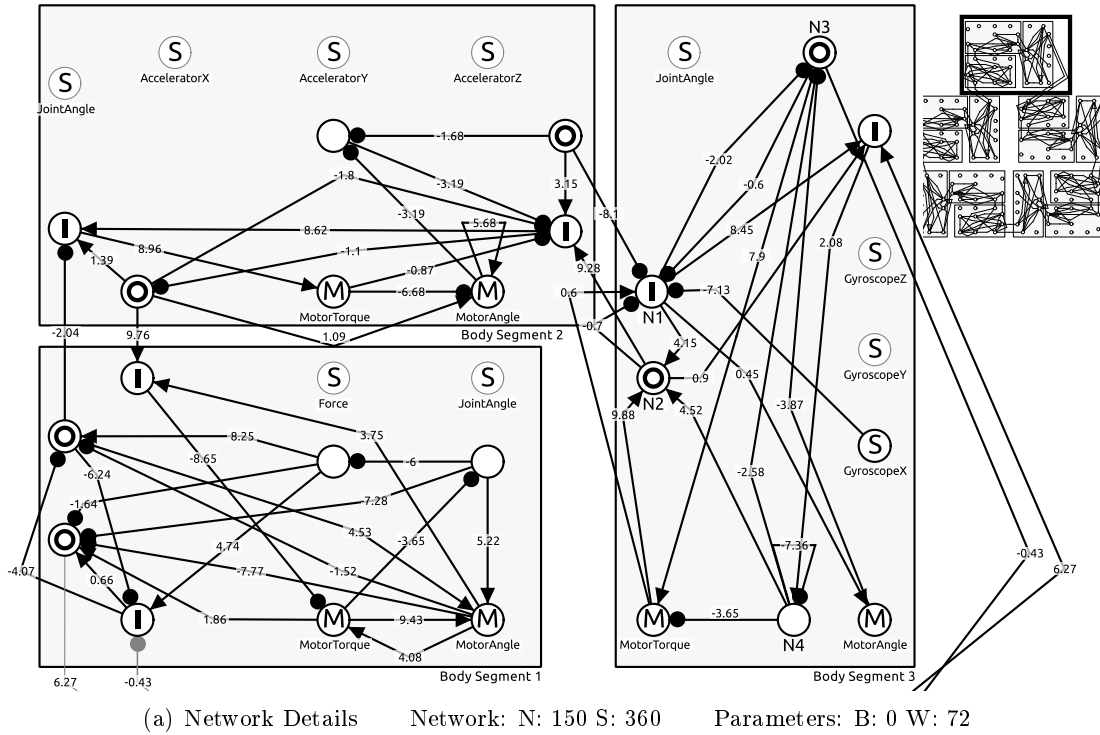 N3
S
S
S
S
S
AcceleratorX
AcceleratorY
AcceleratorZ
JointAngle
JointAngle
I
-1.68
-2.02
-1.8
-3.19
3.15
-0.6
-3.19
5.68
-8.1
I
8.62
I
8.45
2.08
8.96
-1.1
7.9
S
1.39
-0.87
9.28
GyroscopeZ
M
-6.68
M
0.6
I
-7.13
MotorTorque
MotorAngle
N1
-2.04
9.76
1.09
Body Segment 2
-0.7
4.15
S
I
S
S
0.9
0.45
GyroscopeY
Force
JointAngle
N2
-3.87
8.25
3.75
9.88
4.52
S
-8.65
-6
GyroscopeX
-6.24
-2.58
-1.64
-7.28
4.53
-3.65
5.22
-7.36
4.74
-0.43
-4.07
0.66
-7.77
-1.52
6.27
I
1.86
M
9.43
M
M
-3.65
M
MotorTorque
MotorAngle
MotorTorque
N4
MotorAngle
4.08
6.27
-0.43
Body Segment 1
Body Segment 3
(a) Network Details Network: N: 150 S: 360 Parameters: B: 0 W: 72